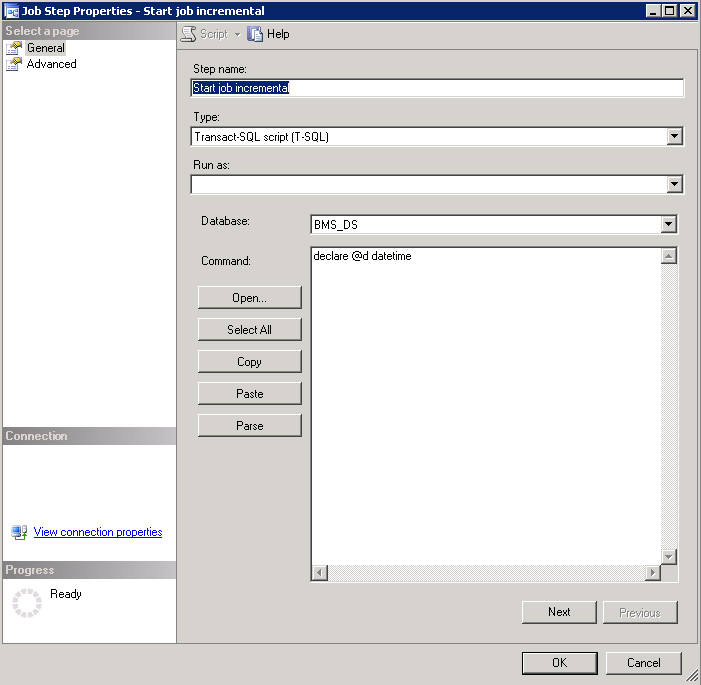 Job Step Properties - Start job incremental
Select a page
General
Advanced
Script
Help
Step name:
Start job incremental
Type:
Transact-SQL script (T-SQL)
Run as:
Database:
BMS_DS
Command:
declare @d datetime
Open...
Select All
Copy
Paste
Parse
Connection
View connection properties
Progress
Ready
Next
Previous
OK
Cancel